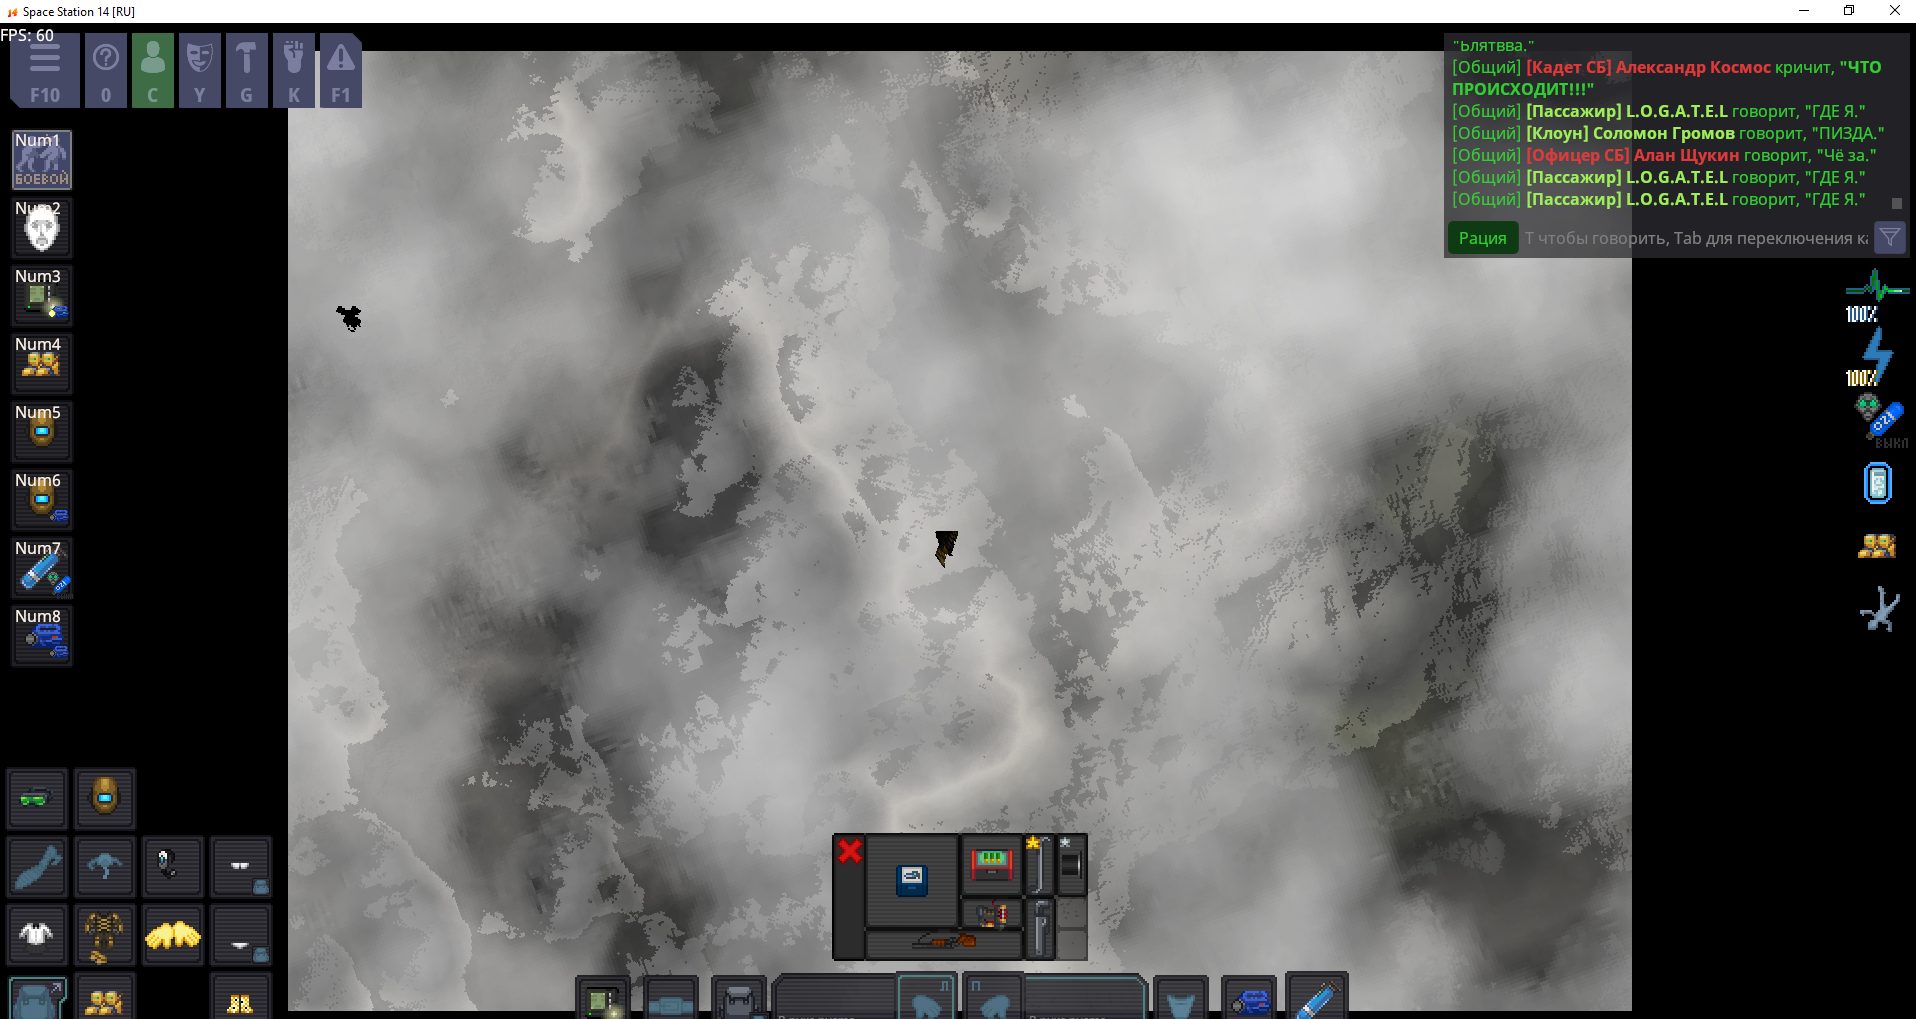 Space Station 14 [RU]
FPS: 60
F10
0
C
Y
G
K
F1
"Блятвва."
[Общий] [Кадет СБ] Александр Космос кричит, "ЧТО
ПРОИСХОДИТ!!!"
[Общий] [Пассажир] L.O.G.A.T.E.L говорит, "ГДЕ Я."
[Общий] [Клоун] Соломон Громов говорит, "ПИЗДА."
[Общий] [Офицер СБ] Алан Щукин говорит, "Чё за."
[Общий] [Пассажир] L.O.G.A.T.E.L говорит, "ГДЕ Я."
[Общий] [Пассажир] L.O.G.A.T.E.L говорит, "ГДЕ Я."
Рация
T чтобы говорить, Tab для переключения ка
Num1
БОЕВОЙ
Num2
Num3
Num4
Num5
Num6
Num7
Num8
100%
100%
O2
ВЫКЛ
Л
П